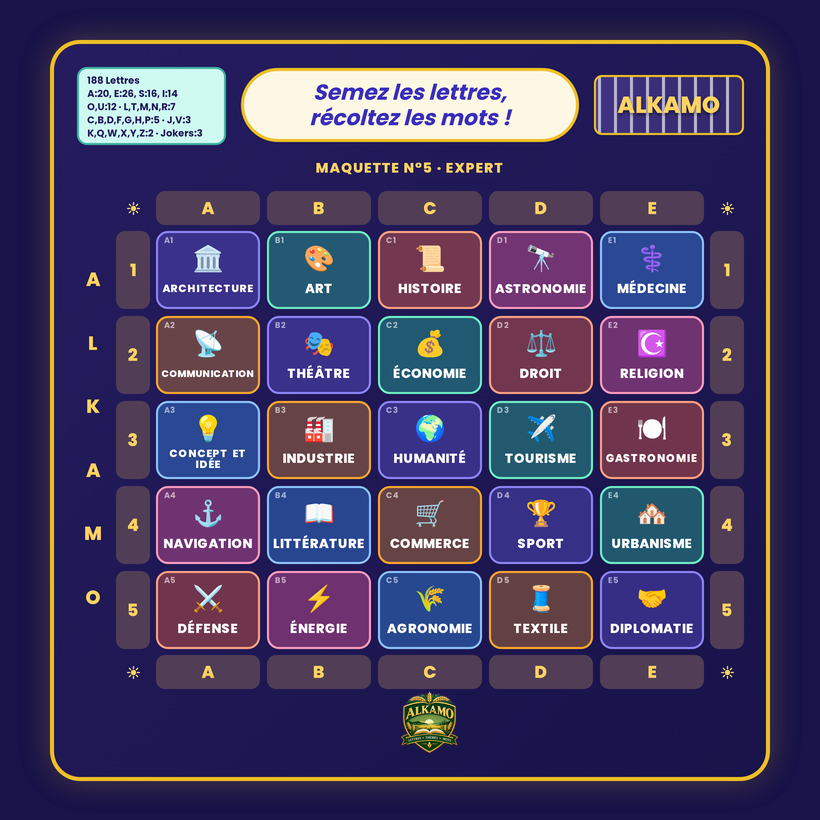 188 Lettres
A:20, E:26, S:16, I:14
O,U:12 · L,T,M,N,R:7
C,B,D,F,G,H,P:5 · J,V:3
K,Q,W,X,Y,Z:2 · Jokers:3
Semez les lettres,
récoltez les mots !
ALKAMO
MAQUETTE N°5 · EXPERT
A B C D E
A L K A M O
1
A1 B1 C1 D1 E1
ARCHITECTURE ART HISTOIRE ASTRONOMIE MÉDECINE
1
2
A2 B2 C2 D2 E2
COMMUNICATION THÉÂTRE ÉCONOMIE DROIT RELIGION
2
3
A3 B3 C3 D3 E3
CONCEPT ET
IDÉE
INDUSTRIE HUMANITÉ TOURISME GASTRONOMIE
3
4
A4 B4 C4 D4 E4
NAVIGATION LITTÉRATURE COMMERCE SPORT URBANISME
4
5
A5 B5 C5 D5 E5
DÉFENSE ÉNERGIE AGRONOMIE TEXTILE DIPLOMATIE
5
A B C D E
ALKAMO